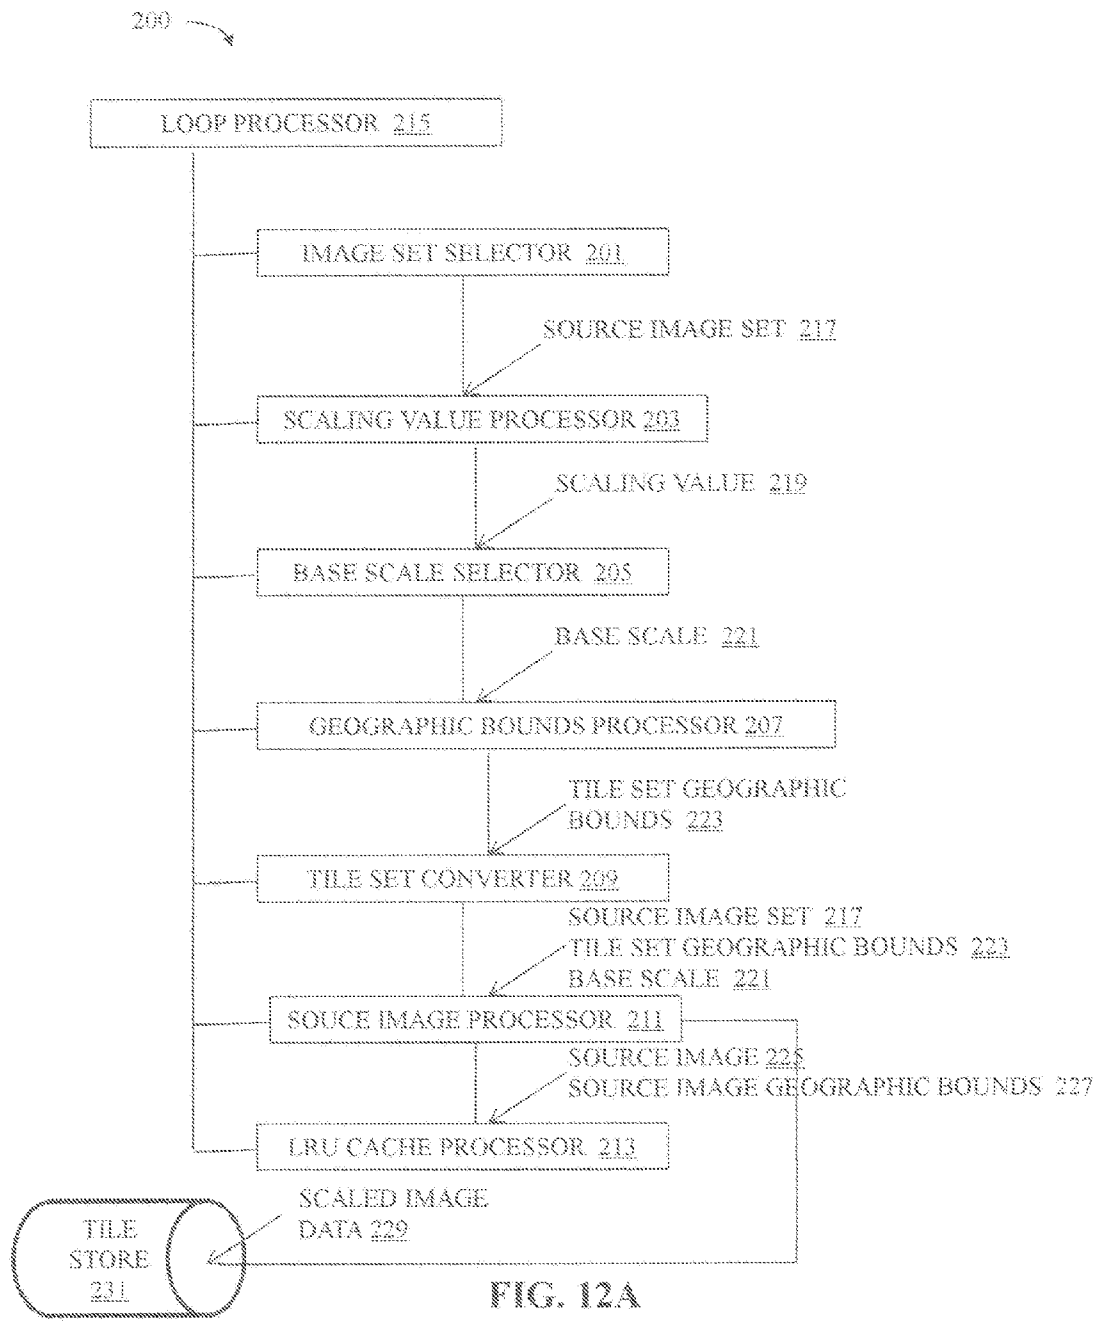 200
LOOP PROCESSOR 215
IMAGE SET SELECTOR 201
SOURCE IMAGE SET 217
SCALING VALUE PROCESSOR 203
SCALING VALUE 219
BASE SCALE SELECTOR 205
BASE SCALE 221
GEOGRAPHIC BOUNDS PROCESSOR 207
TILE SET GEOGRAPHIC
BOUNDS 223
TILE SET CONVERTER 209
SOURCE IMAGE SET 217
TILE SET GEOGRAPHIC BOUNDS 223
BASE SCALE 221
SOUCE IMAGE PROCESSOR 211
SOURCE IMAGE 225
SOURCE IMAGE GEOGRAPHIC BOUNDS 227
LRU CACHE PROCESSOR 213
SCALED IMAGE
DATA 229
TILE
STORE
231
FIG. 12A